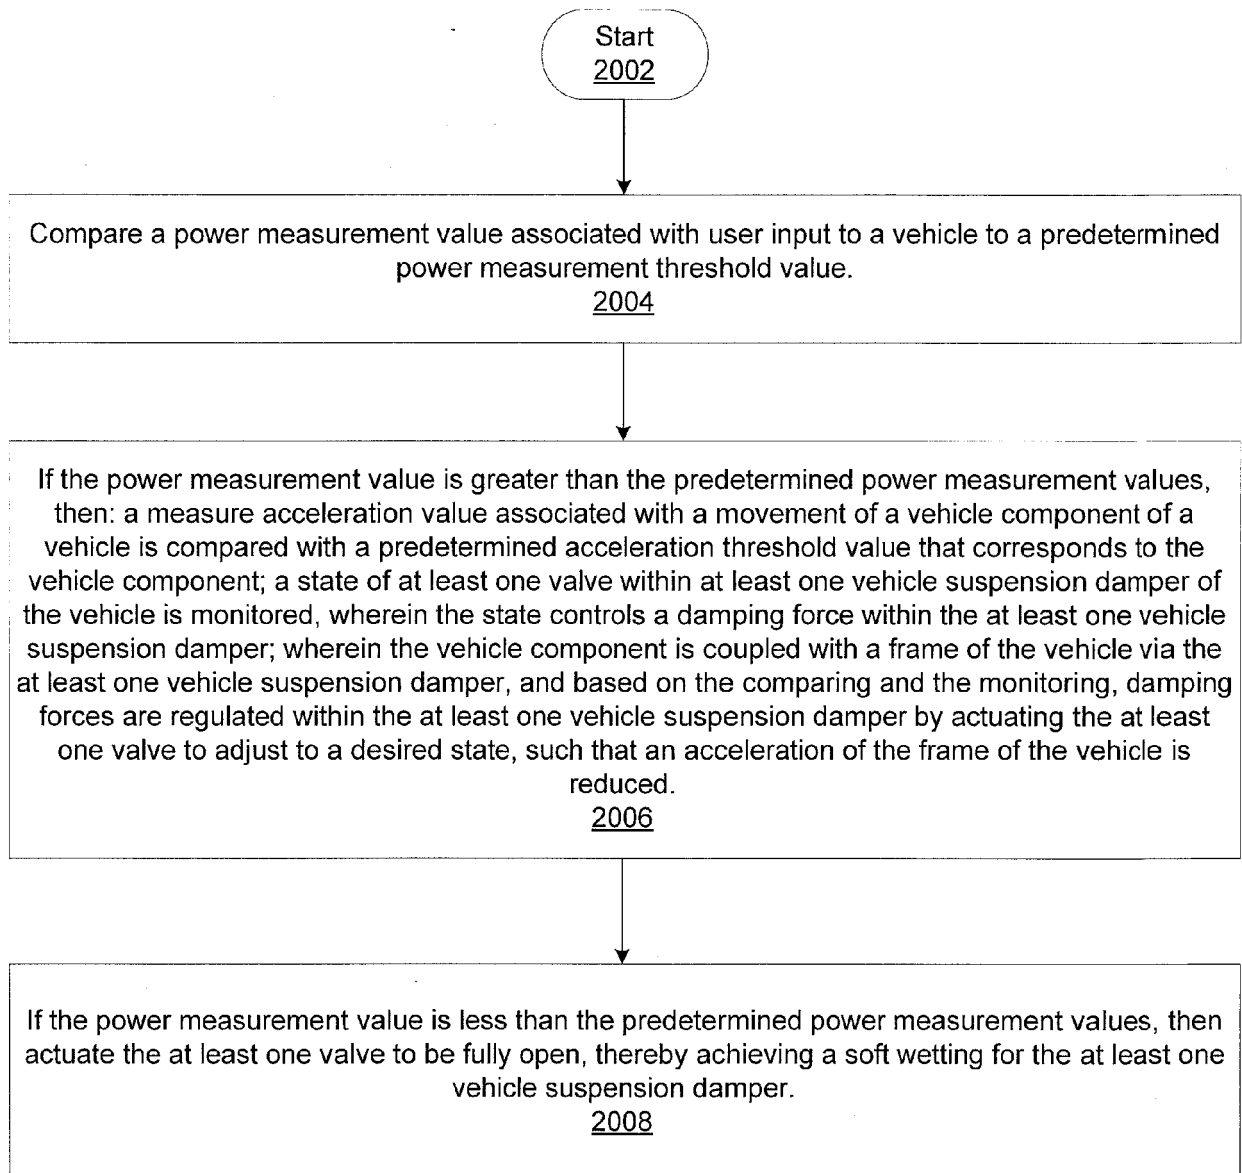 Start
2002
Compare a power measurement value associated with user input to a vehicle to a predetermined
power measurement threshold value.
2004
If the power measurement value is greater than the predetermined power measurement values,
then: a measure acceleration value associated with a movement of a vehicle component of a
vehicle is compared with a predetermined acceleration threshold value that corresponds to the
vehicle component; a state of at least one valve within at least one vehicle suspension damper of
the vehicle is monitored, wherein the state controls a damping force within the at least one vehicle
suspension damper; wherein the vehicle component is coupled with a frame of the vehicle via the
at least one vehicle suspension damper, and based on the comparing and the monitoring, damping
forces are regulated within the at least one vehicle suspension damper by actuating the at least
one valve to adjust to a desired state, such that an acceleration of the frame of the vehicle is
reduced.
2006
If the power measurement value is less than the predetermined power measurement values, then
actuate the at least one valve to be fully open, thereby achieving a soft wetting for the at least one
vehicle suspension damper.
2008